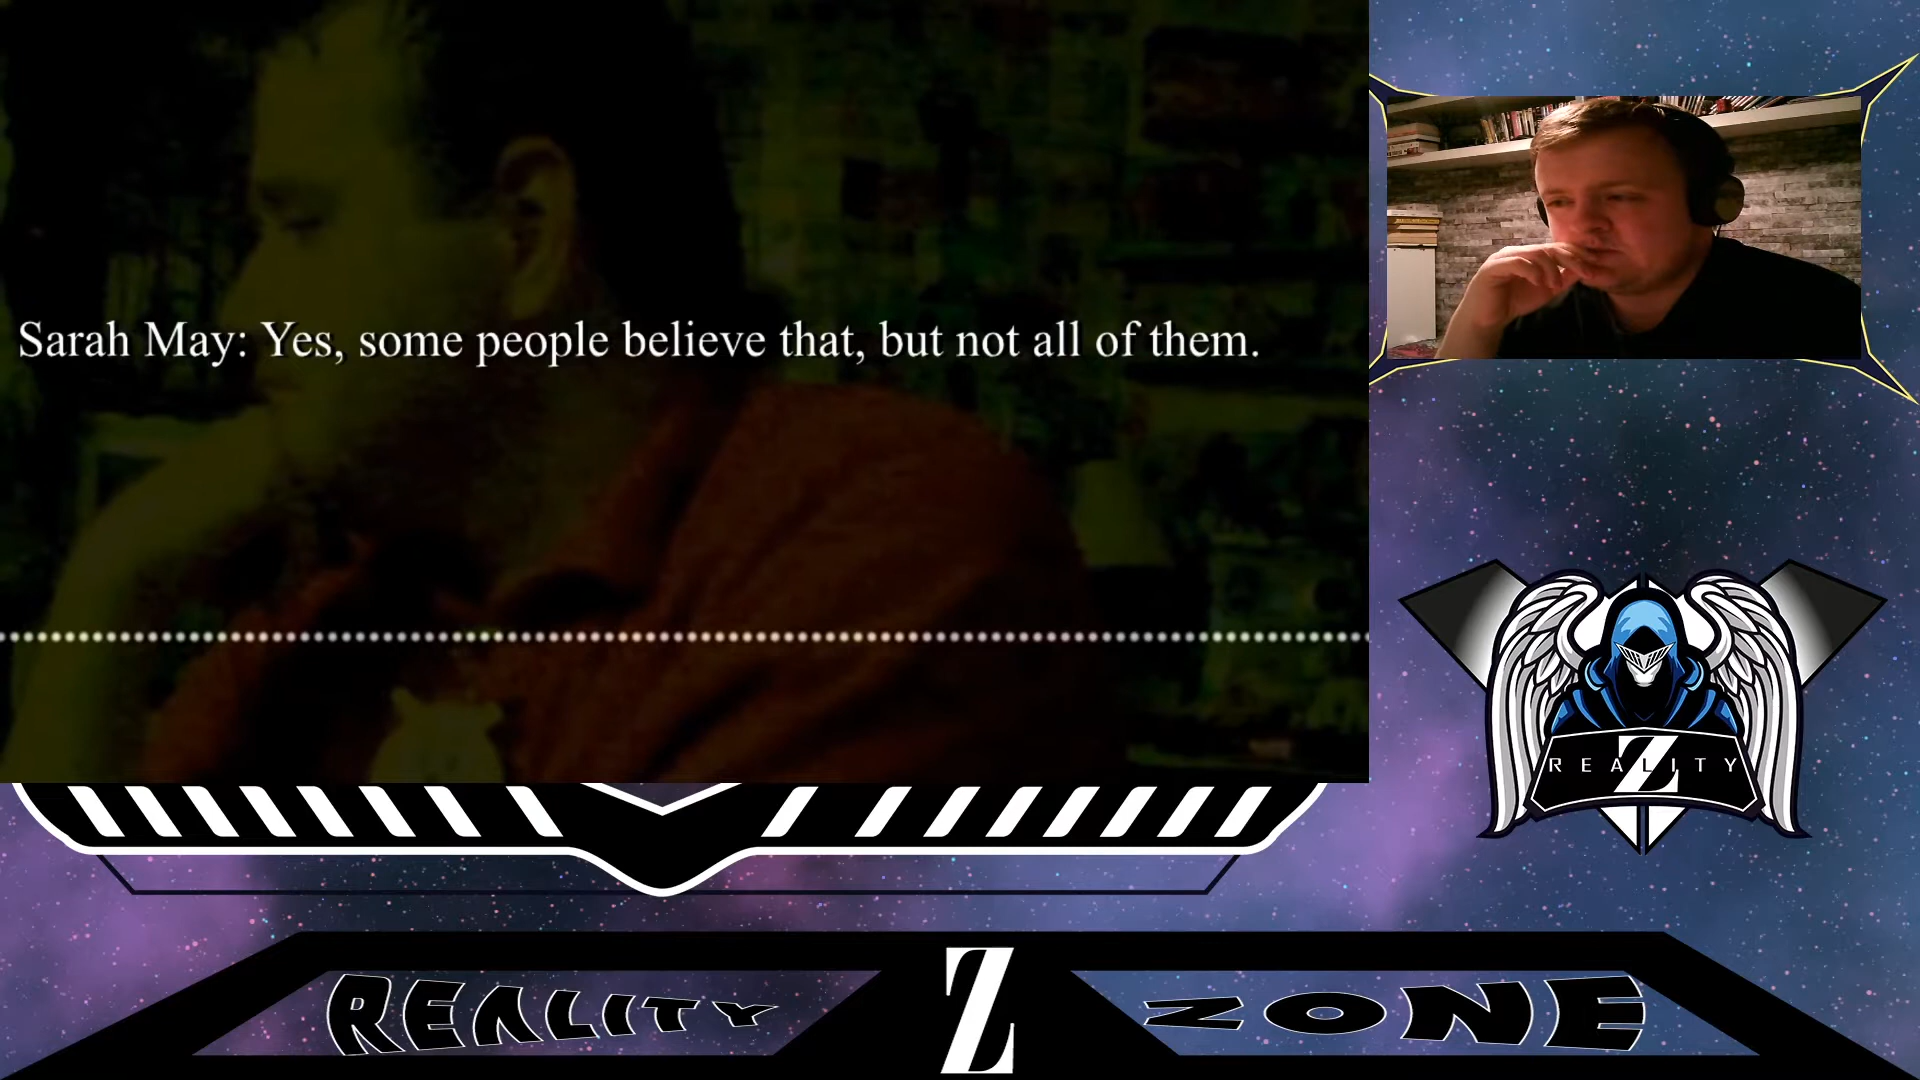 Sarah May: Yes, some people believe that, but not all of them.
REALITY
Z
REALITY
Z
ZONE